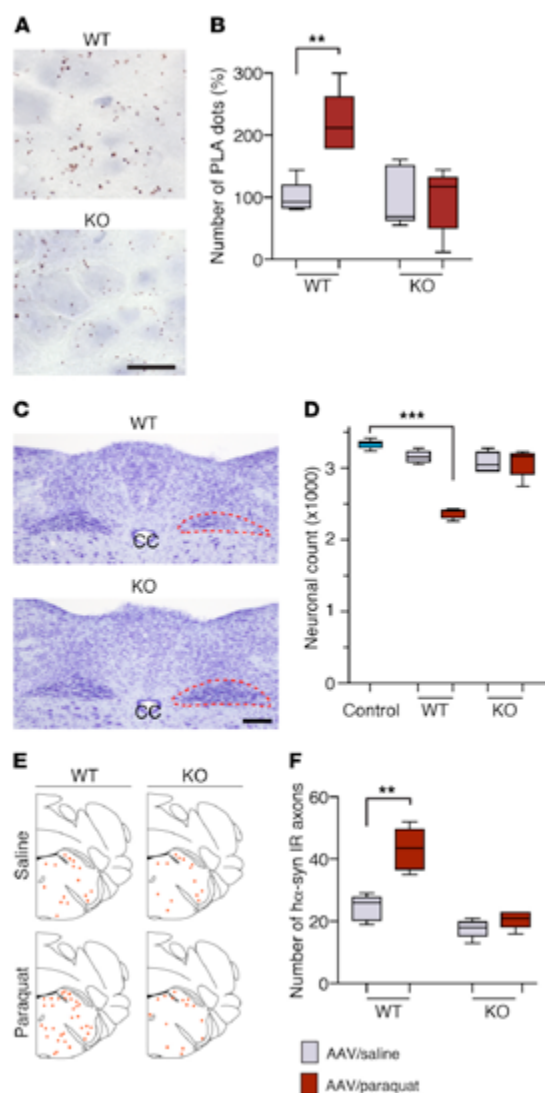 A
WT
KO
B
**
Number of PLA dots (%)
300
200
100
0
WT
KO
C
WT
CC
KO
CC
D
***
Neuronal count (x1000)
3
2
1
0
Control
WT
KO
E
WT
KO
Saline
Paraquat
F
**
Number of hα-syn IR axons
60
40
20
0
WT
KO
AAV/saline
AAV/paraquat